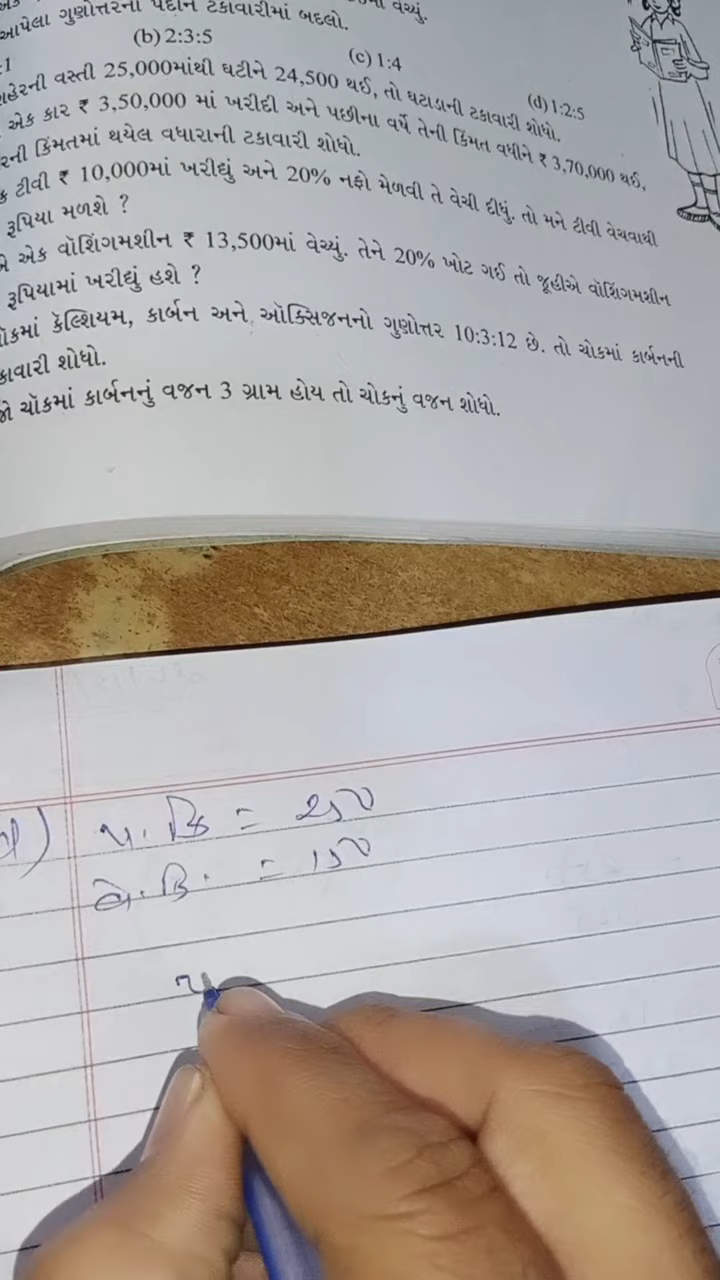 વેચ્યું.
આપેલા ગુણોત્તરના પદોને ટકાવારીમાં બદલો.
:1 (b) 2:3:5 (c) 1:4 (d) 1:2:5
શહેરની વસ્તી 25,000માંથી ઘટીને 24,500 થઈ, તો ઘટાડાની ટકાવારી શોધો.
એક કાર ₹ 3,50,000 માં ખરીદી અને પછીના વર્ષે તેની કિંમત વધીને ₹ 3,70,000 થઈ,
રની કિંમતમાં થયેલ વધારાની ટકાવારી શોધો.
ક ટીવી ₹ 10,000માં ખરીદ્યું અને 20% નફો મેળવી તે વેચી દીધું. તો મને ટીવી વેચવાથી
રૂપિયા મળશે ?
એક વૉશિંગમશીન ₹ 13,500માં વેચ્યું. તેને 20% ખોટ ગઈ તો જૂહીએ વૉશિંગમશીન
રૂપિયામાં ખરીદ્યું હશે ?
ૉકમાં કૅલ્શિયમ, કાર્બન અને ઑક્સિજનનો ગુણોત્તર 10:3:12 છે. તો ચોકમાં કાર્બનની
કાવારી શોધો.
જો ચૉકમાં કાર્બનનું વજન 3 ગ્રામ હોય તો ચોકનું વજન શોધો.
મ. કિં = ૨૫૦
વે. કિં. = ૧૫૦